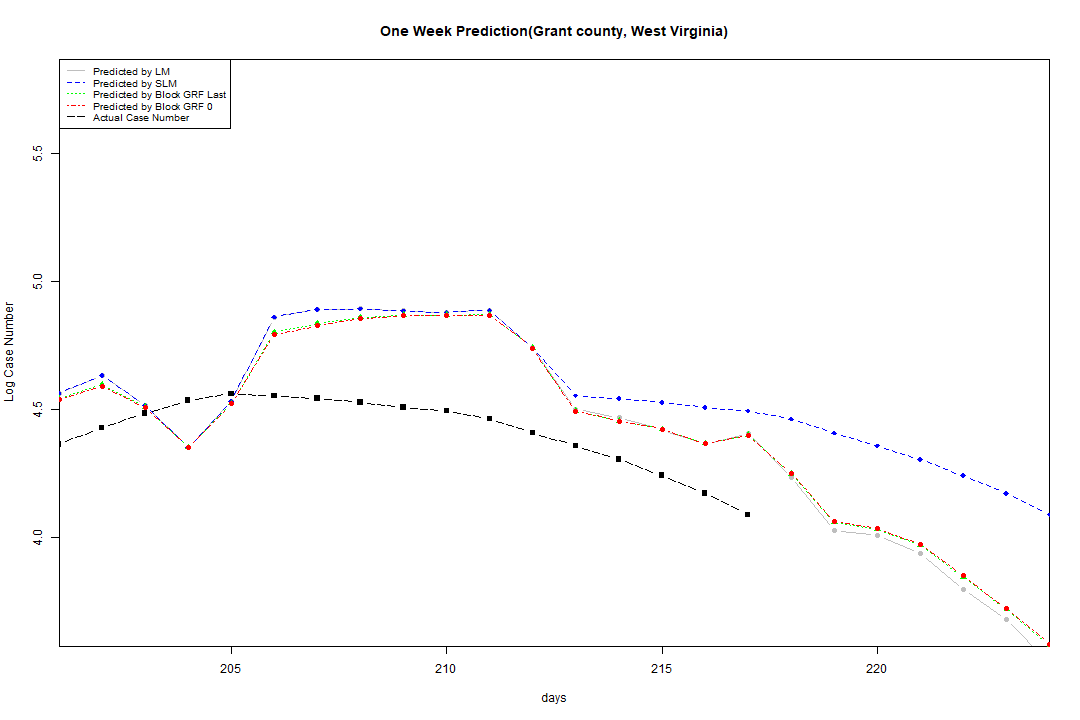 One Week Prediction(Grant county, West Virginia)
Predicted by LM
Predicted by SLM
Predicted by Block GRF Last
Predicted by Block GRF 0
Actual Case Number
5.5
5.0
4.5
4.0
Log Case Number
205 210 215 220
days